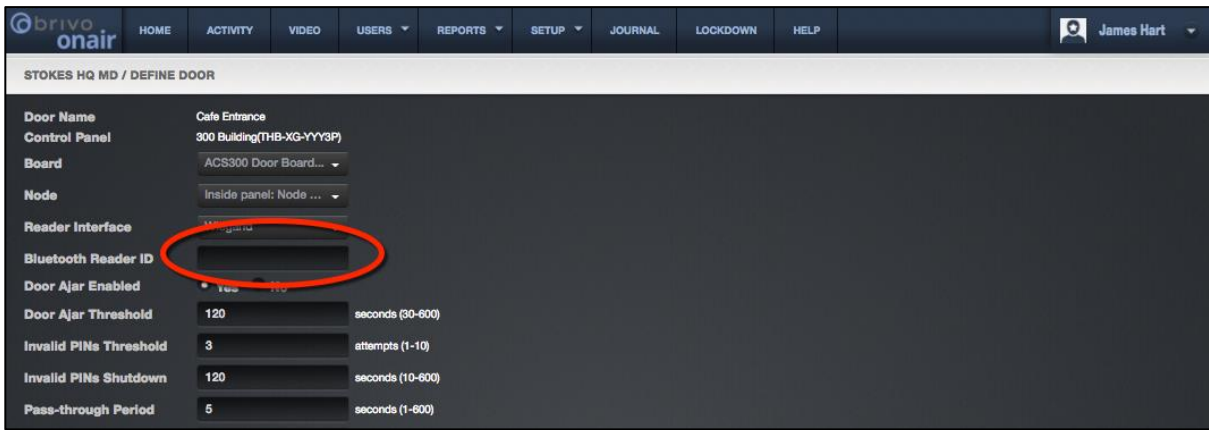 brivo
onair
HOME ACTIVITY VIDEO USERS REPORTS SETUP JOURNAL LOCKDOWN HELP James Hart
STOKES HQ MD / DEFINE DOOR
Door Name Cafe Entrance
Control Panel 300 Building(THB-XG-YYY3P)
Board ACS300 Door Board...
Node Inside panel: Node ...
Reader Interface Wiegand
Bluetooth Reader ID
Door Ajar Enabled Yes No
Door Ajar Threshold 120 seconds (30-600)
Invalid PINs Threshold 3 attempts (1-10)
Invalid PINs Shutdown 120 seconds (10-600)
Pass-through Period 5 seconds (1-600)